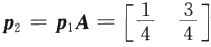 p₂ = p₁A = [1/4 3/4]